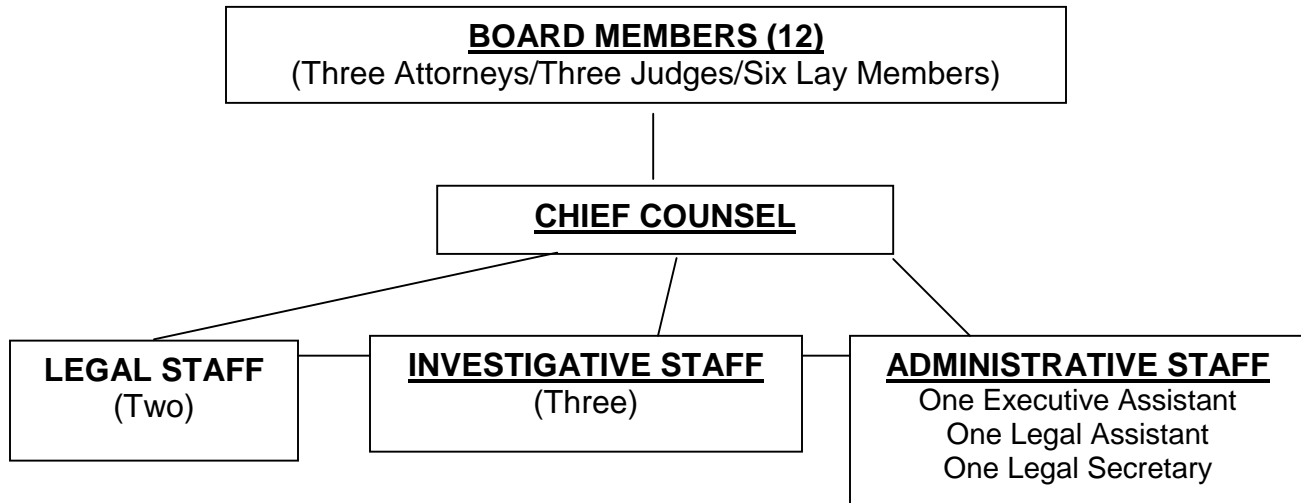 BOARD MEMBERS (12)
(Three Attorneys/Three Judges/Six Lay Members)
CHIEF COUNSEL
LEGAL STAFF
(Two)
INVESTIGATIVE STAFF
(Three)
ADMINISTRATIVE STAFF
One Executive Assistant
One Legal Assistant
One Legal Secretary